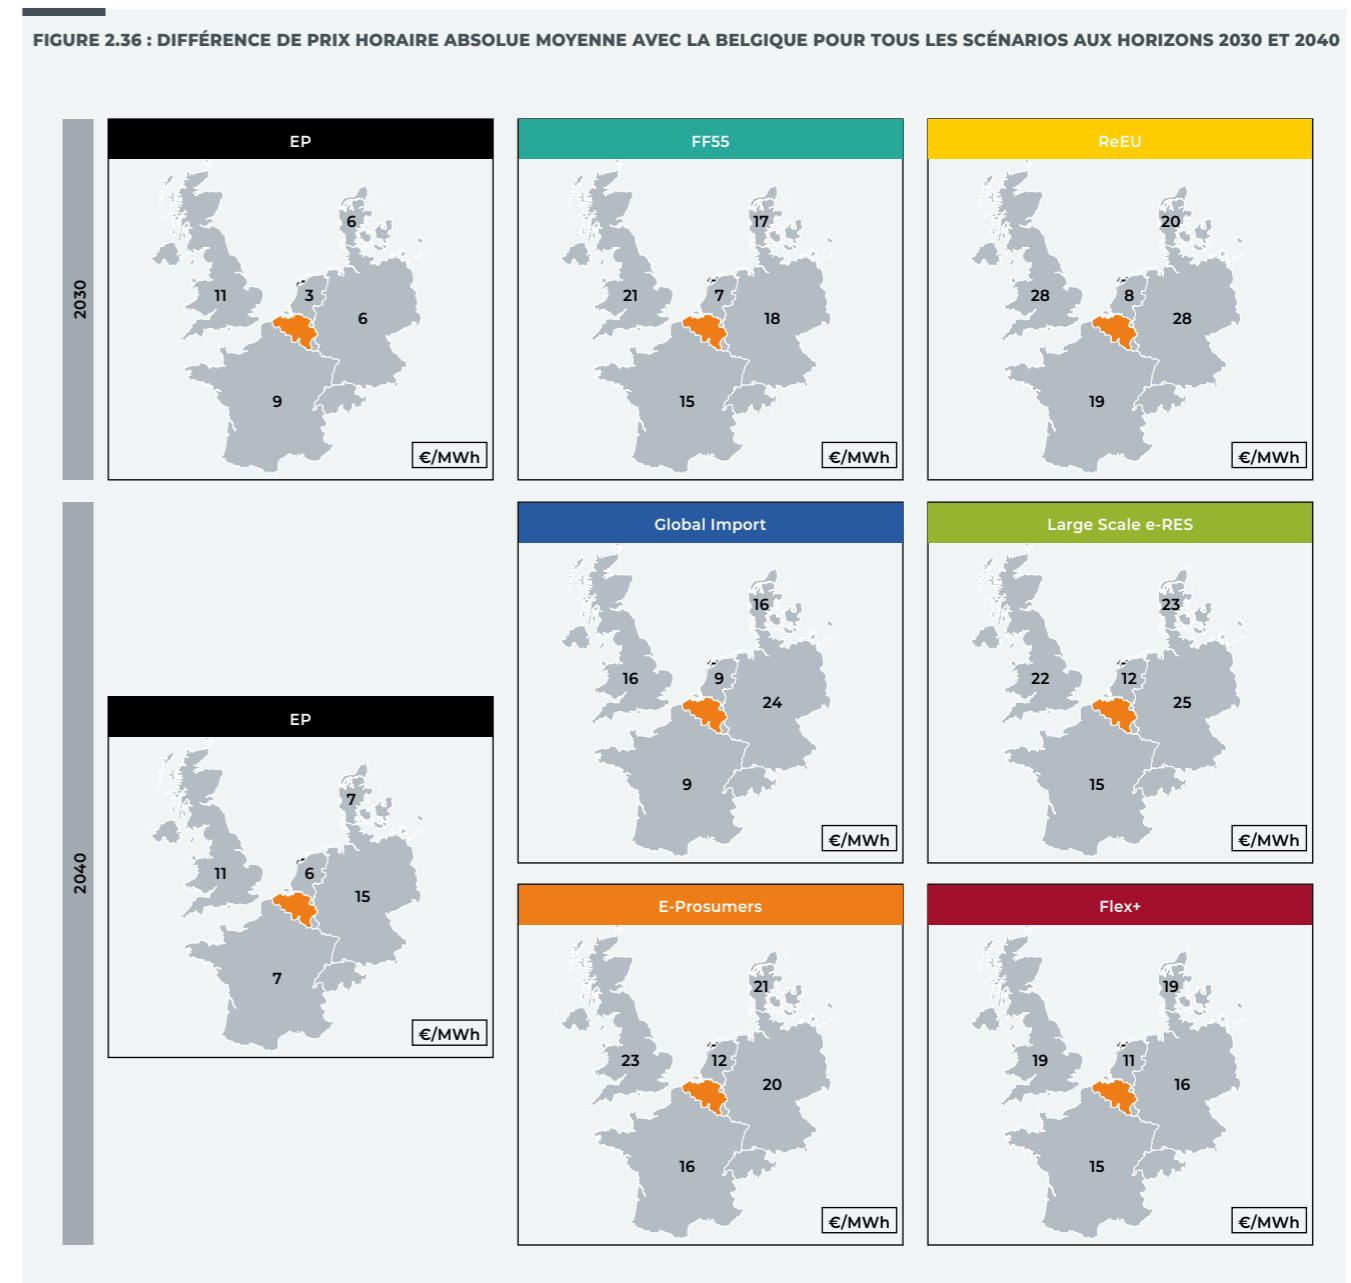 FIGURE 2.36 : DIFFÉRENCE DE PRIX HORAIRE ABSOLUE MOYENNE AVEC LA BELGIQUE POUR TOUS LES SCÉNARIOS AUX HORIZONS 2030 ET 2040
2030
EP
6
11
3
6
9
€/MWh
FF55
17
21
7
18
15
€/MWh
ReEU
20
28
8
28
19
€/MWh
2040
EP
7
11
6
15
7
€/MWh
Global Import
16
16
9
24
9
€/MWh
Large Scale e-RES
23
22
12
25
15
€/MWh
E-Prosumers
21
23
12
20
16
€/MWh
Flex+
19
19
11
16
15
€/MWh